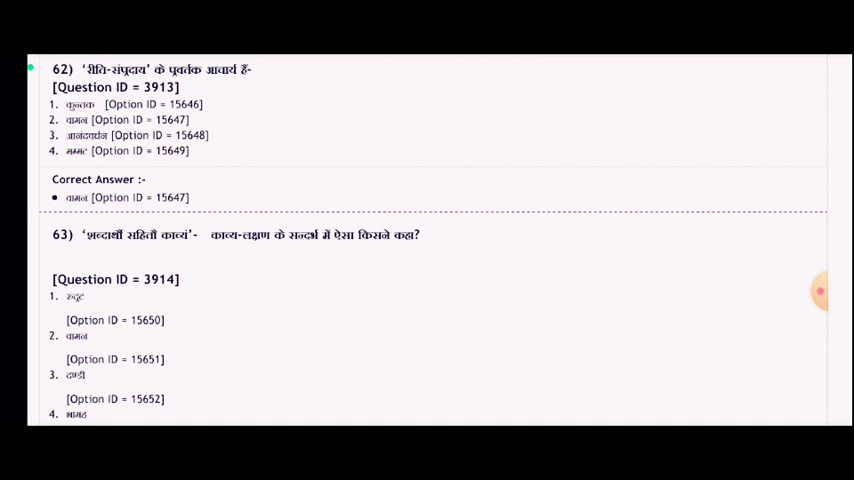 62) ‘रीति-संप्रदाय’ के प्रवर्तक आचार्य हैं-
[Question ID = 3913]
1. कुन्तक [Option ID = 15646]
2. वामन [Option ID = 15647]
3. आनंदवर्धन [Option ID = 15648]
4. मम्मट [Option ID = 15649]
Correct Answer :-
• वामन [Option ID = 15647]
63) ‘शब्दार्थौ सहितौ काव्यं’- काव्य-लक्षण के सन्दर्भ में ऐसा किसने कहा?
[Question ID = 3914]
1. रुद्रट
[Option ID = 15650]
2. वामन
[Option ID = 15651]
3. दण्डी
[Option ID = 15652]
4. भामह